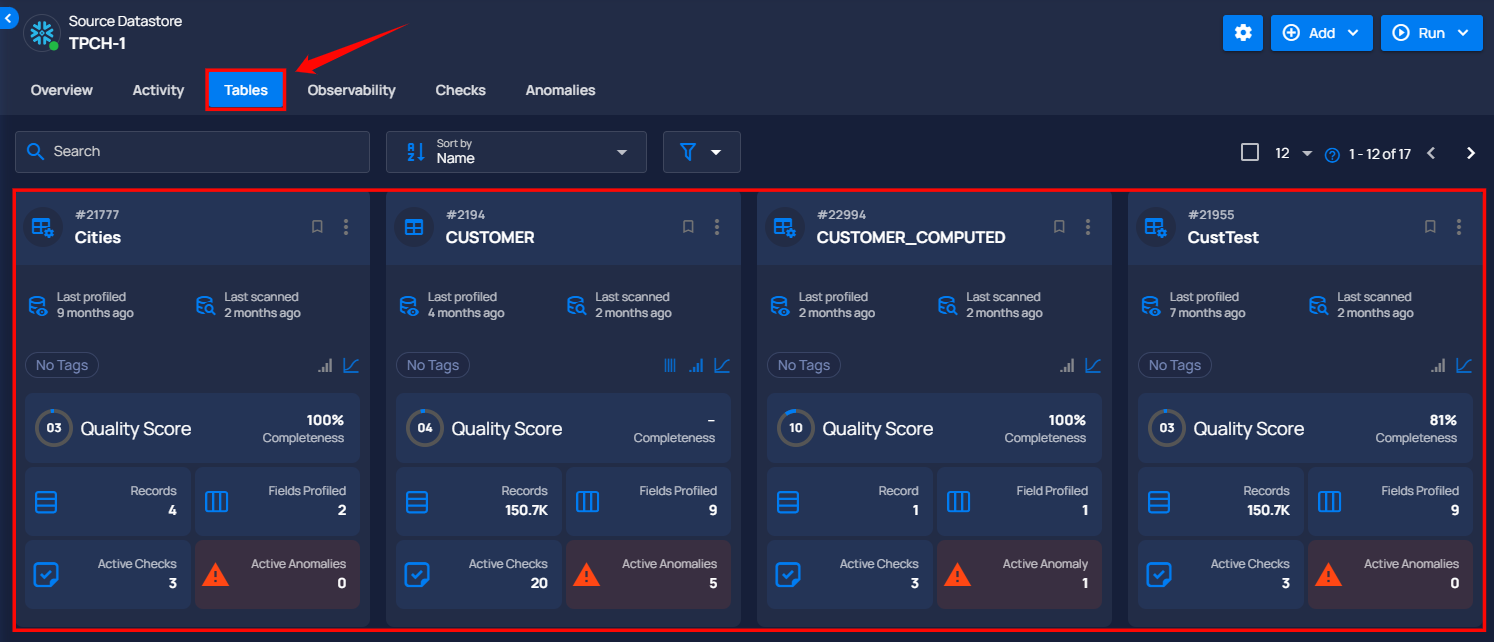 Source Datastore
TPCH-1
Add
Run
Overview
Activity
Tables
Observability
Checks
Anomalies
Search
Sort by
Name
12
1 - 12 of 17
#21777
Cities
Last profiled
9 months ago
Last scanned
2 months ago
No Tags
03
Quality Score
100%
Completeness
Records
4
Fields Profiled
2
Active Checks
3
Active Anomalies
0
#2194
CUSTOMER
Last profiled
4 months ago
Last scanned
2 months ago
No Tags
04
Quality Score
–
Completeness
Records
150.7K
Fields Profiled
9
Active Checks
20
Active Anomalies
5
#22994
CUSTOMER_COMPUTED
Last profiled
2 months ago
Last scanned
2 months ago
No Tags
10
Quality Score
100%
Completeness
Record
1
Field Profiled
1
Active Checks
3
Active Anomaly
1
#21955
CustTest
Last profiled
7 months ago
Last scanned
2 months ago
No Tags
03
Quality Score
81%
Completeness
Records
150.7K
Fields Profiled
9
Active Checks
3
Active Anomalies
0